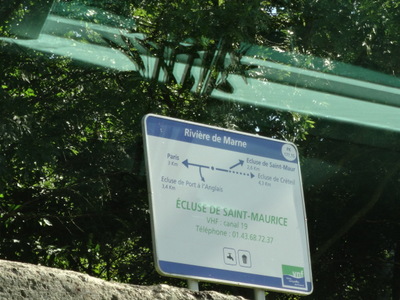 Rivière de Marne
Paris
Écluse de Saint-Maur
Écluse de Créteil
Écluse de Port à l'Anglais
ÉCLUSE DE SAINT-MAURICE
VHF : canal 19
Téléphone : 01.43.68.72.37
vnf